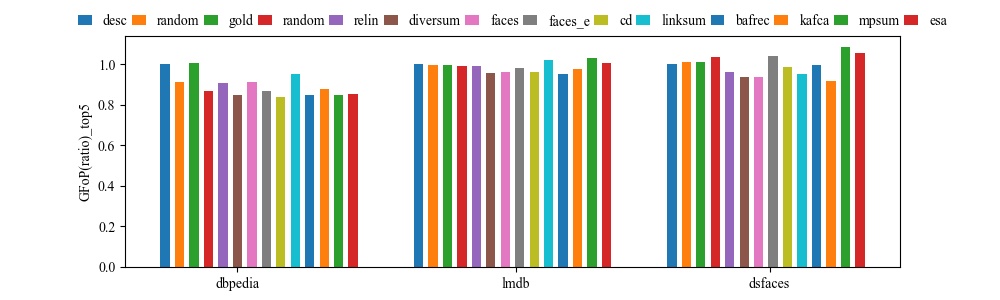 desc random gold random relin diversum faces faces_e cd linksum bafrec kafca mpsum esa
GFoP(ratio)_top5
1.0
0.8
0.6
0.4
0.2
0.0
dbpedia lmdb dsfaces